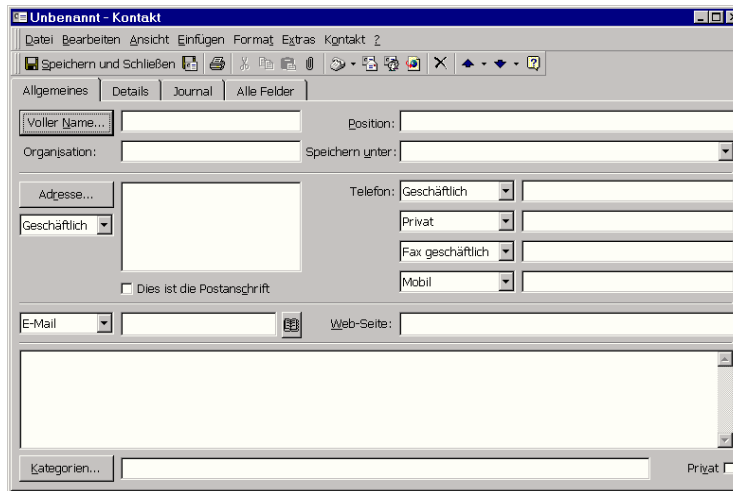 Unbenannt - Kontakt
Datei Bearbeiten Ansicht Einfügen Format Extras Kontakt ?
Speichern und Schließen
Allgemeines Details Journal Alle Felder
Voller Name... Position:
Organisation: Speichern unter:
Adresse... Telefon: Geschäftlich
Geschäftlich Privat
Fax geschäftlich
Dies ist die Postanschrift Mobil
E-Mail Web-Seite:
Kategorien... Privat